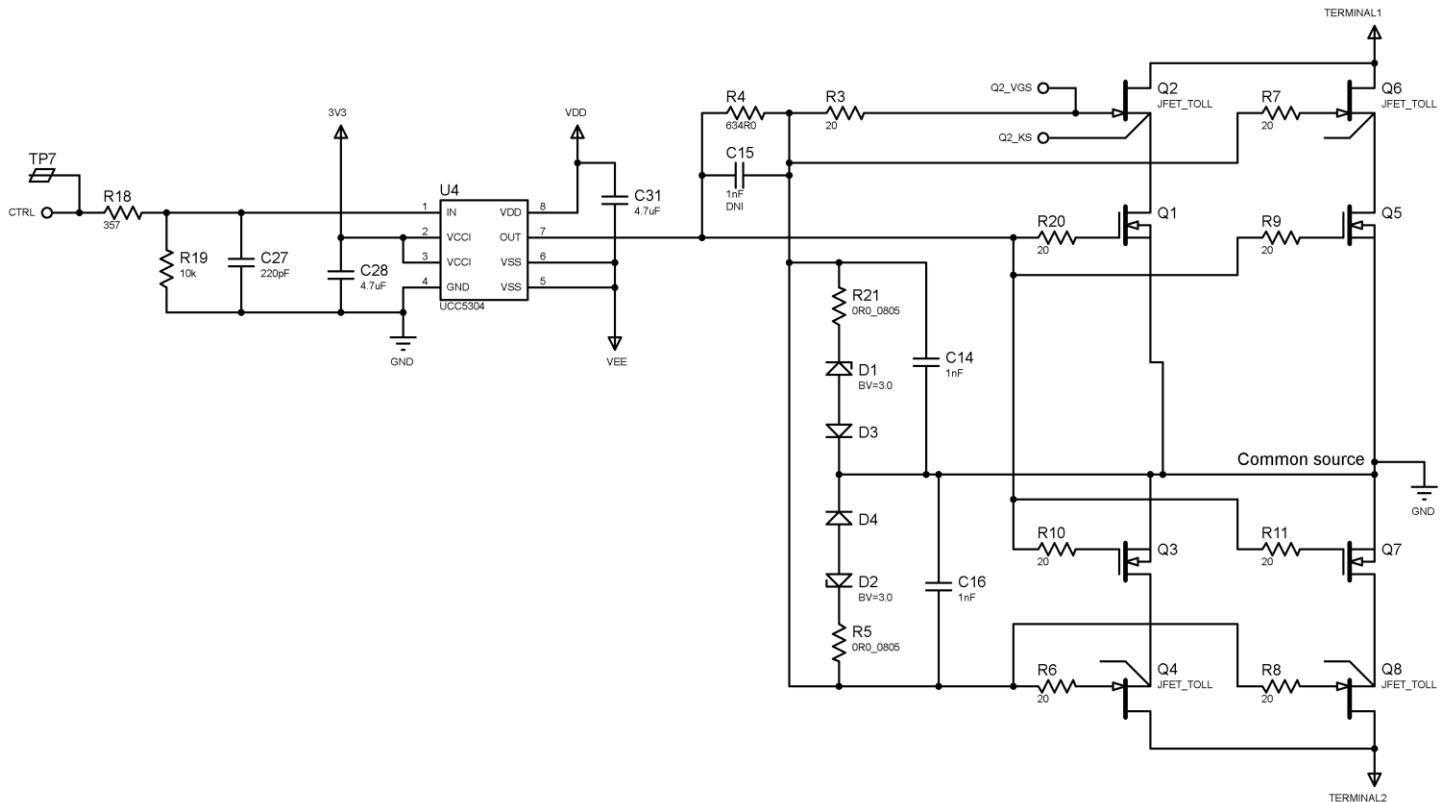 TERMINAL1
Q2_VGS
Q2
JFET_TOLL
Q6
JFET_TOLL
R4
634R0
R3
20
R7
20
3V3
VDD
Q2_KS
TP7
C15
1nF
DNI
CTRL
R18
357
U4
C31
4.7uF
1 IN VDD 8
2 VCCI OUT 7
3 VCCI VSS 6
4 GND VSS 5
UCC5304
R20
20
Q1
R9
20
Q5
R19
10k
C27
220pF
C28
4.7uF
R21
0R0_0805
GND
VEE
D1
BV=3.0
C14
1nF
D3
Common source
GND
D4
R10
20
Q3
R11
20
Q7
D2
BV=3.0
C16
1nF
R5
0R0_0805
R6
20
Q4
JFET_TOLL
R8
20
Q8
JFET_TOLL
TERMINAL2